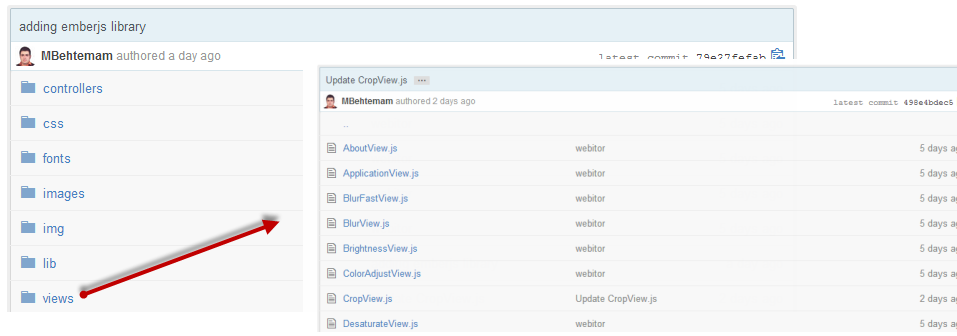 adding emberjs library
MBehtemam authored a day ago
latest commit 79e27fefab
controllers
css
fonts
images
img
lib
views
Update CropView.js ...
MBehtemam authored 2 days ago
latest commit 498e4bdec5
..
AboutView.js webitor 5 days ag
ApplicationView.js webitor 5 days ag
BlurFastView.js webitor 5 days ag
BlurView.js webitor 5 days ag
BrightnessView.js webitor 5 days ag
ColorAdjustView.js webitor 5 days ag
CropView.js Update CropView.js 2 days ag
DesaturateView.js webitor 5 days ag